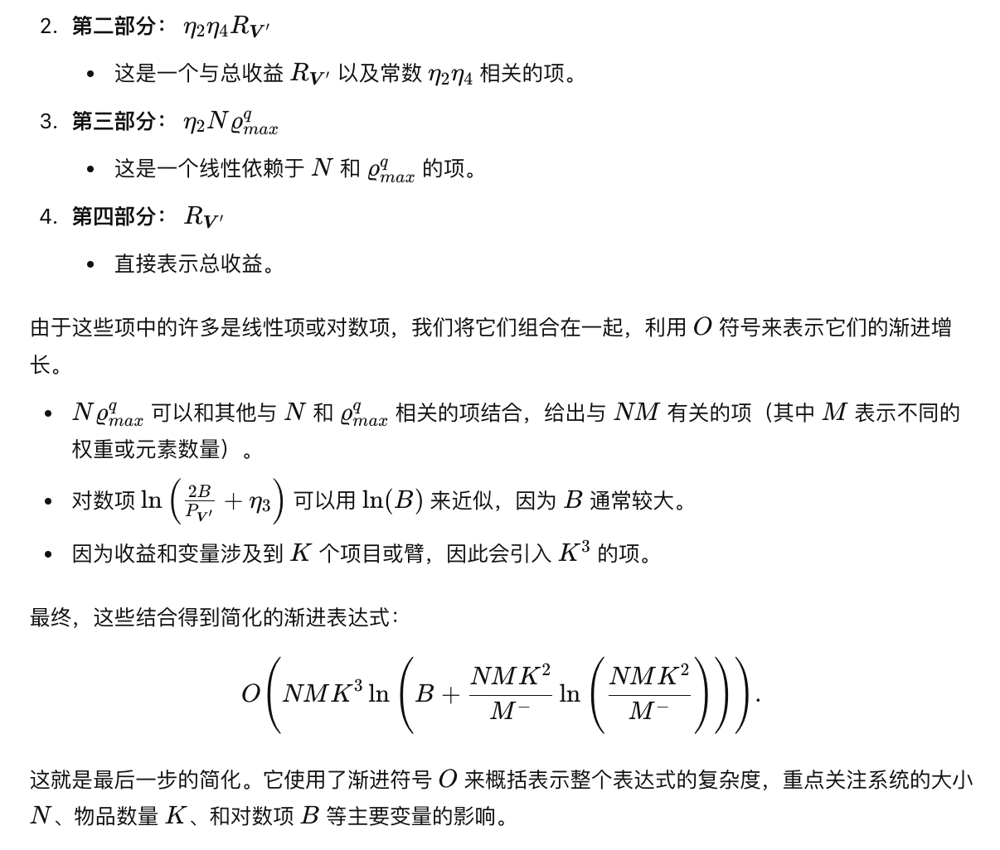 2. 第二部分： $\eta_2\eta_4 R_{\boldsymbol{V}'}$
• 这是一个与总收益 $R_{\boldsymbol{V}'}$ 以及常数 $\eta_2\eta_4$ 相关的项。
3. 第三部分： $\eta_2 N \varrho_{max}^{q}$
• 这是一个线性依赖于 $N$ 和 $\varrho_{max}^{q}$ 的项。
4. 第四部分： $R_{\boldsymbol{V}'}$
• 直接表示总收益。
由于这些项中的许多是线性项或对数项，我们将它们组合在一起，利用 $O$ 符号来表示它们的渐进增
长。
• $N\varrho_{max}^{q}$ 可以和其他与 $N$ 和 $\varrho_{max}^{q}$ 相关的项结合，给出与 $NM$ 有关的项（其中 $M$ 表示不同的
权重或元素数量）。
• 对数项 $\ln\left(\frac{2B}{P_{\boldsymbol{V}'}} + \eta_3\right)$ 可以用 $\ln(B)$ 来近似，因为 $B$ 通常较大。
• 因为收益和变量涉及到 $K$ 个项目或臂，因此会引入 $K^3$ 的项。
最终，这些结合得到简化的渐进表达式：
$O\left(NMK^3 \ln\left(B + \frac{NMK^2}{M^-} \ln\left(\frac{NMK^2}{M^-}\right)\right)\right).$
这就是最后一步的简化。它使用了渐进符号 $O$ 来概括表示整个表达式的复杂度，重点关注系统的大小
$N$、物品数量 $K$、和对数项 $B$ 等主要变量的影响。